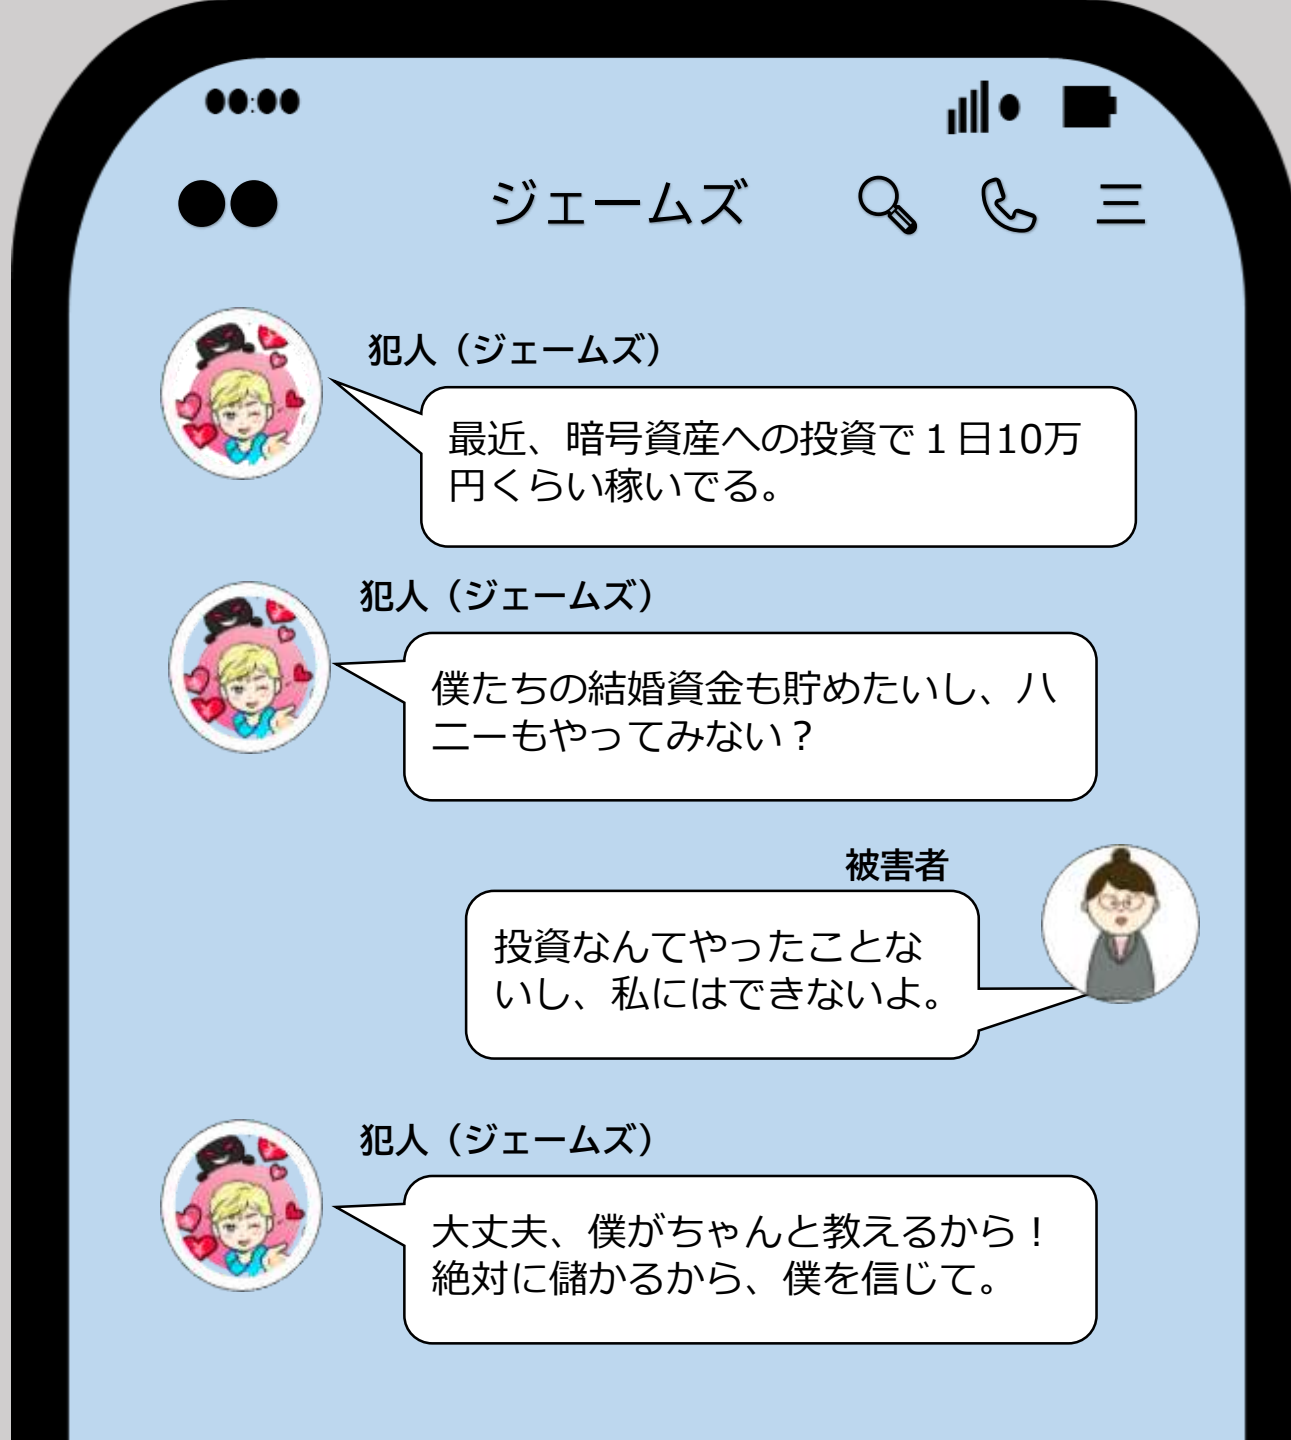 ジェームズ
犯人（ジェームズ）
最近、暗号資産への投資で１日10万
円くらい稼いでる。
犯人（ジェームズ）
僕たちの結婚資金も貯めたいし、ハ
ニーもやってみない？
被害者
投資なんてやったことな
いし、私にはできないよ。
犯人（ジェームズ）
大丈夫、僕がちゃんと教えるから！
絶対に儲かるから、僕を信じて。